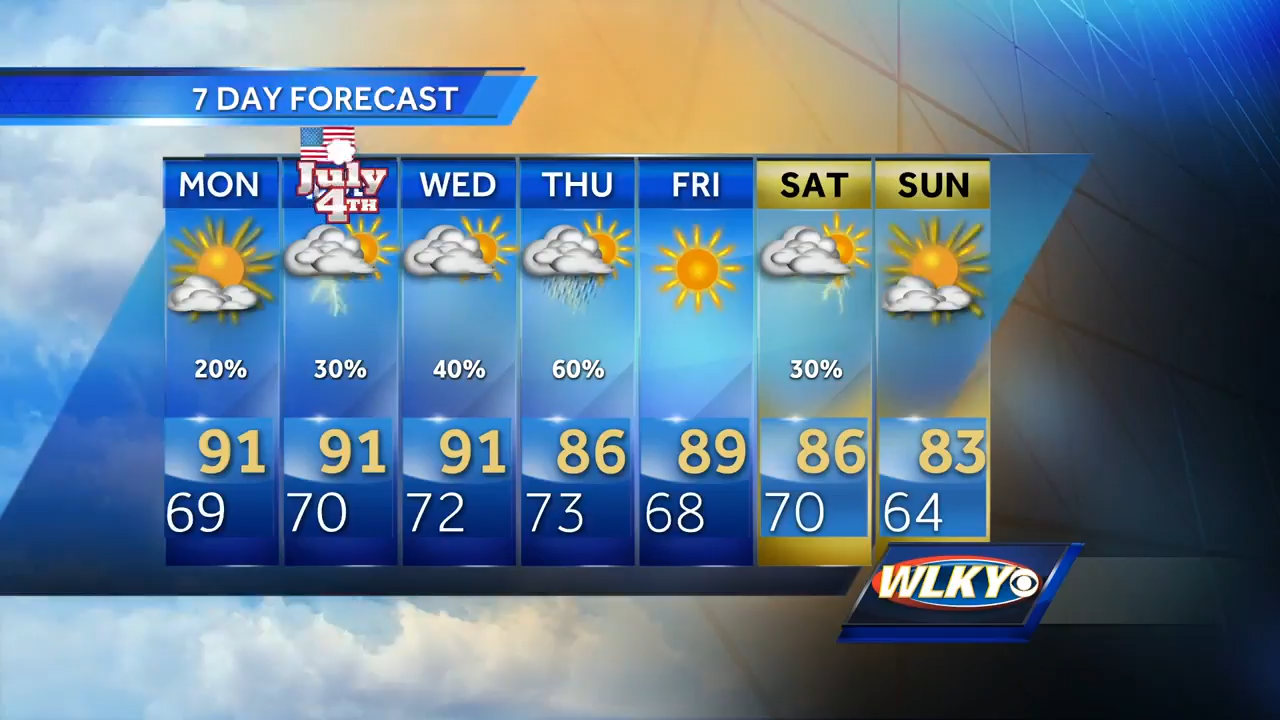 7 DAY FORECAST
MON July 4TH WED THU FRI SAT SUN
20% 30% 40% 60% 30%
91 91 91 86 89 86 83
69 70 72 73 68 70 64
WLKY